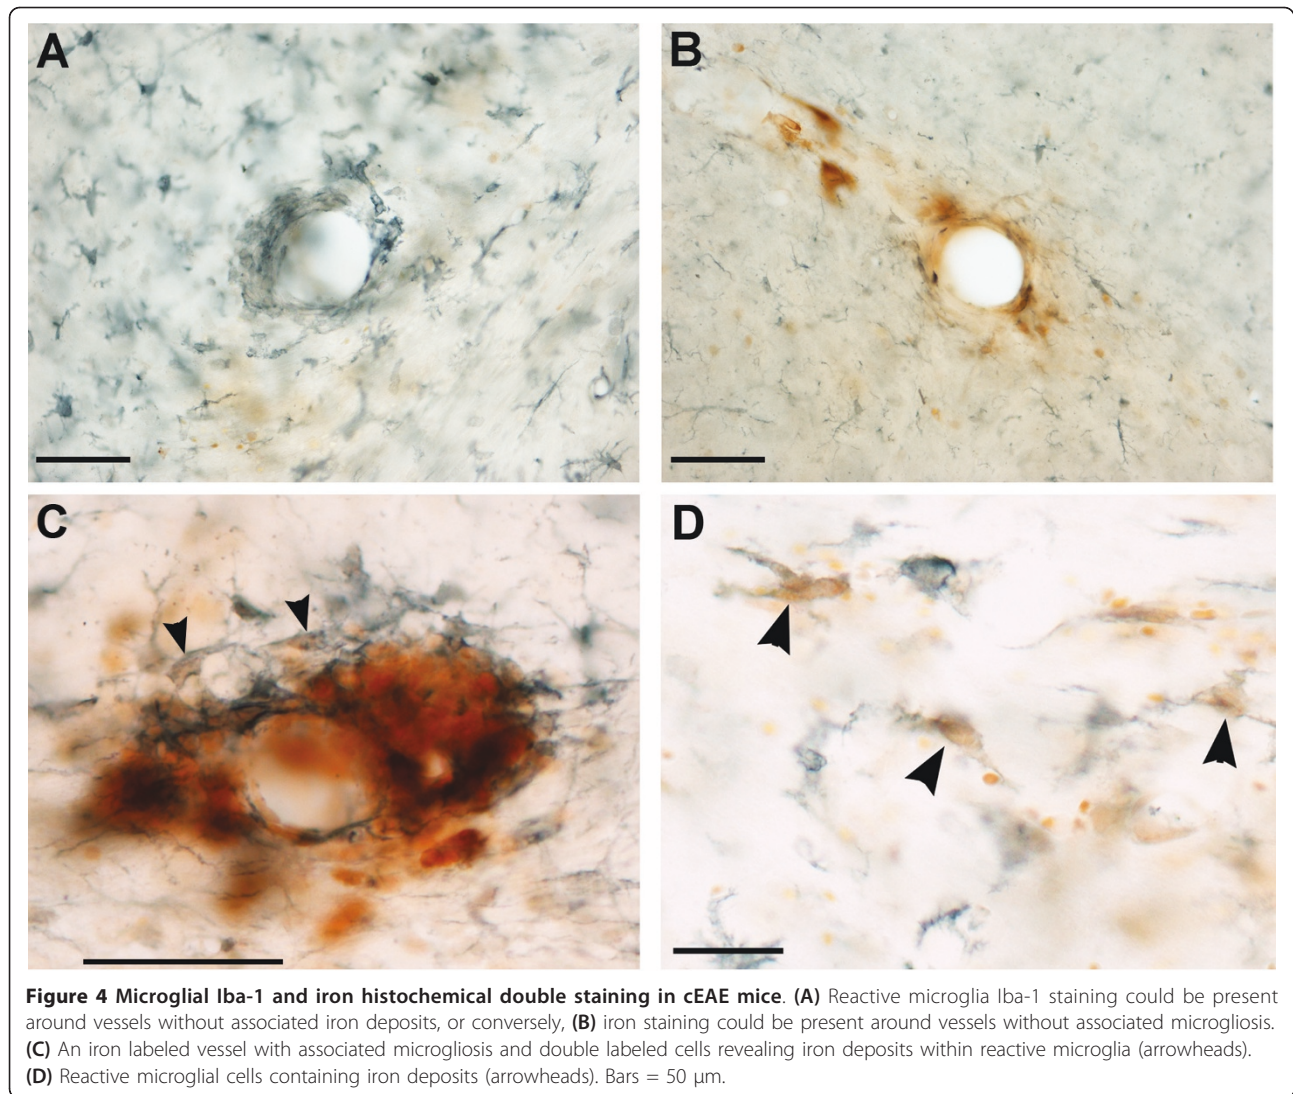 A
B
C
D
Figure 4 Microglial Iba-1 and iron histochemical double staining in cEAE mice. (A) Reactive microglia Iba-1 staining could be present
around vessels without associated iron deposits, or conversely, (B) iron staining could be present around vessels without associated microgliosis.
(C) An iron labeled vessel with associated microgliosis and double labeled cells revealing iron deposits within reactive microglia (arrowheads).
(D) Reactive microglial cells containing iron deposits (arrowheads). Bars = 50 μm.